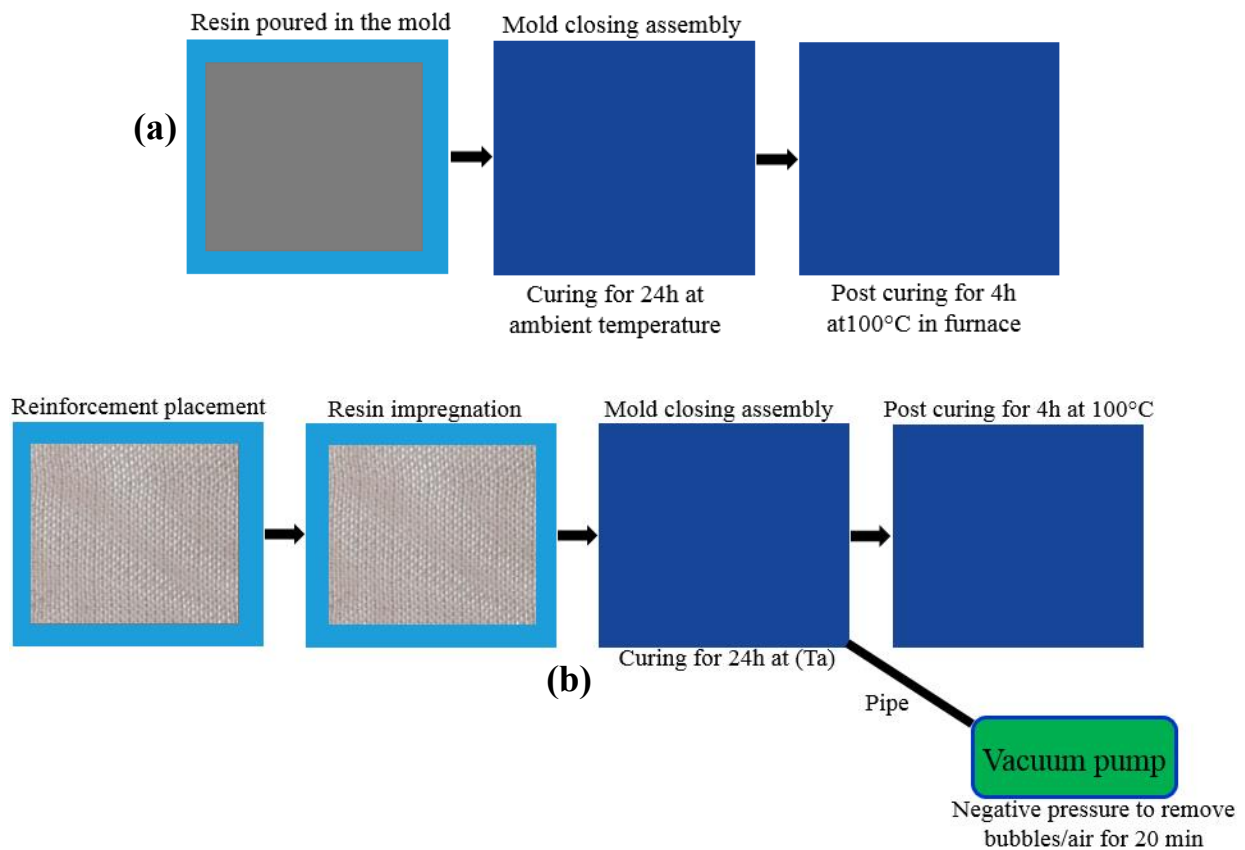 Resin poured in the mold
Mold closing assembly
(a)
Curing for 24h at
ambient temperature
Post curing for 4h
at100°C in furnace
Reinforcement placement
Resin impregnation
Mold closing assembly
Post curing for 4h at 100°C
Curing for 24h at (Ta)
(b)
Pipe
Vacuum pump
Negative pressure to remove
bubbles/air for 20 min